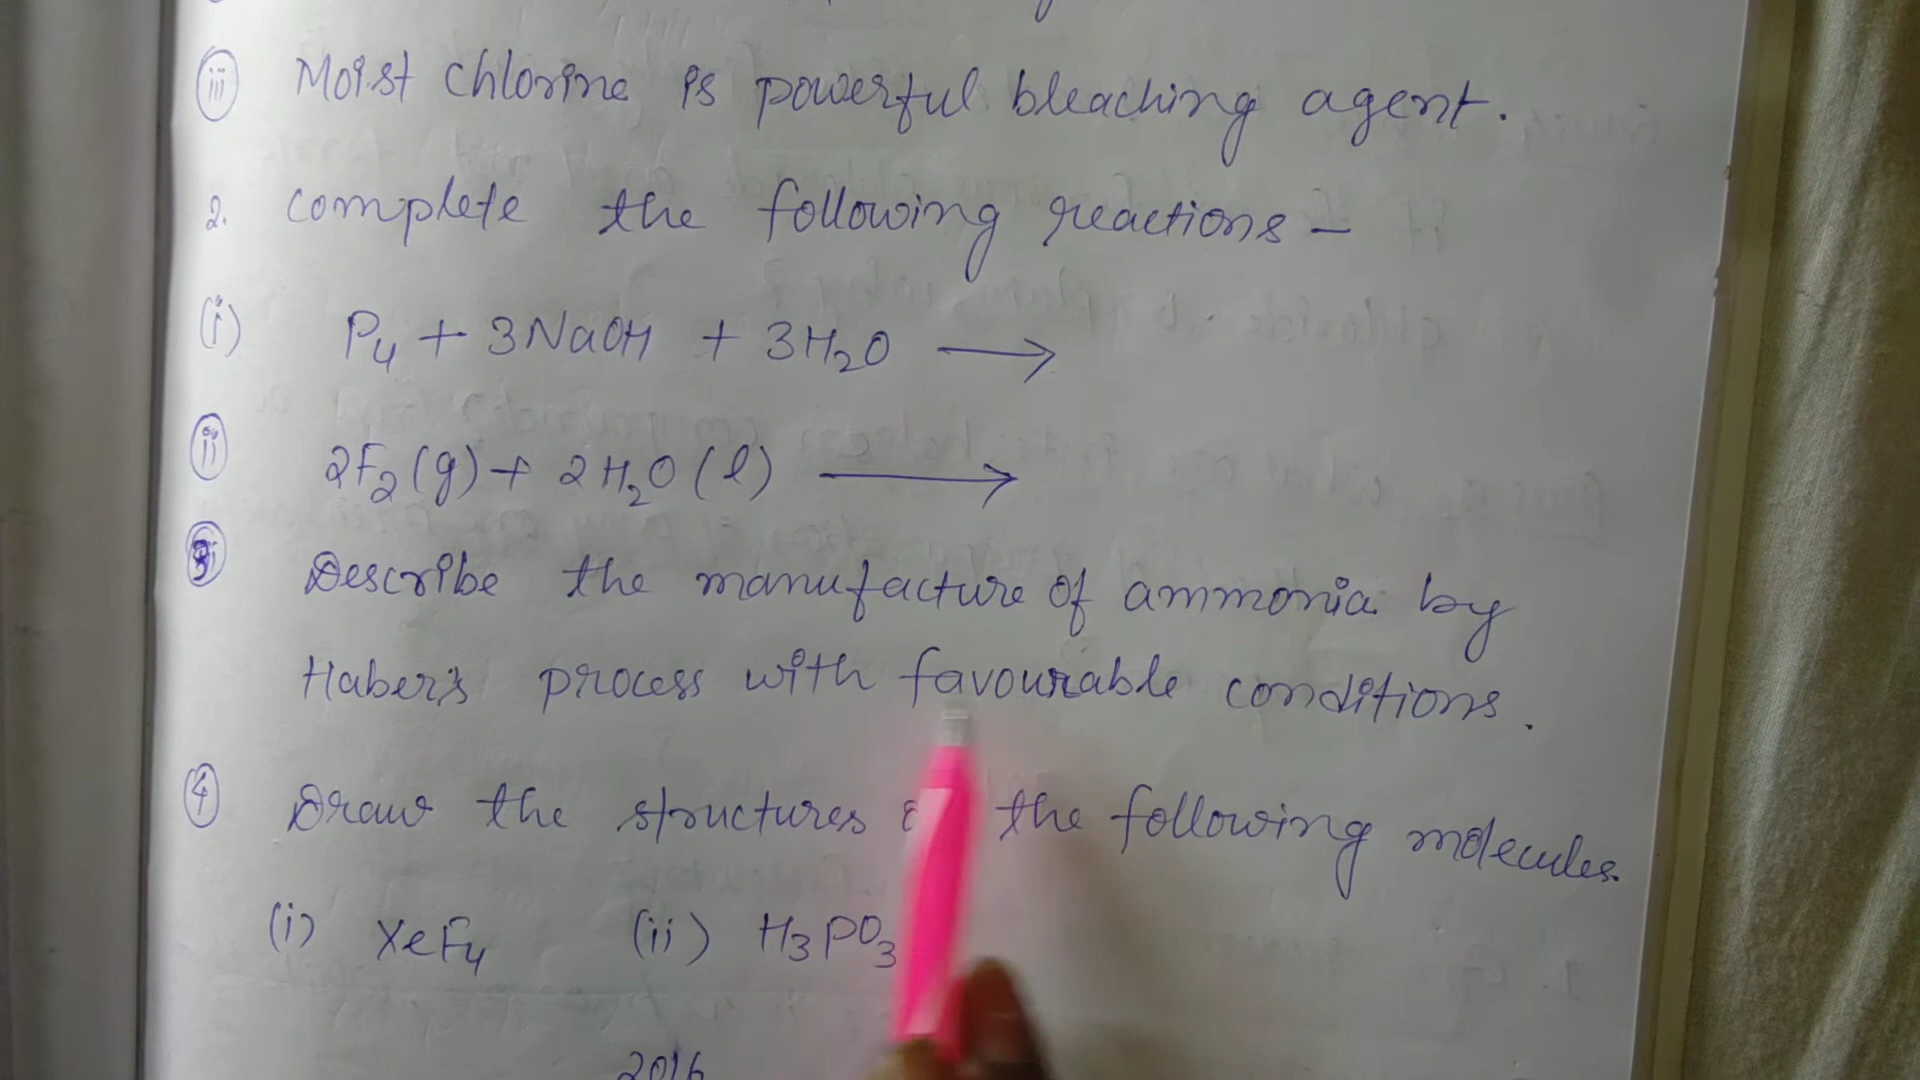 (iii) Moist chlorine is powerful bleaching agent.
2. complete the following reactions –
(i) P₄ + 3NaOH + 3H₂O ⟶
(ii) 2F₂(g) + 2H₂O(l) ⟶
3 Describe the manufacture of ammonia by
Haber's process with favourable conditions.
4 Draw the structures the following molecules.
(i) XeF₄ (ii) H₃PO₃
2016